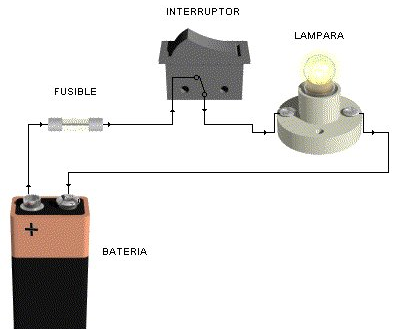 INTERRUPTOR
LAMPARA
FUSIBLE
+
BATERIA